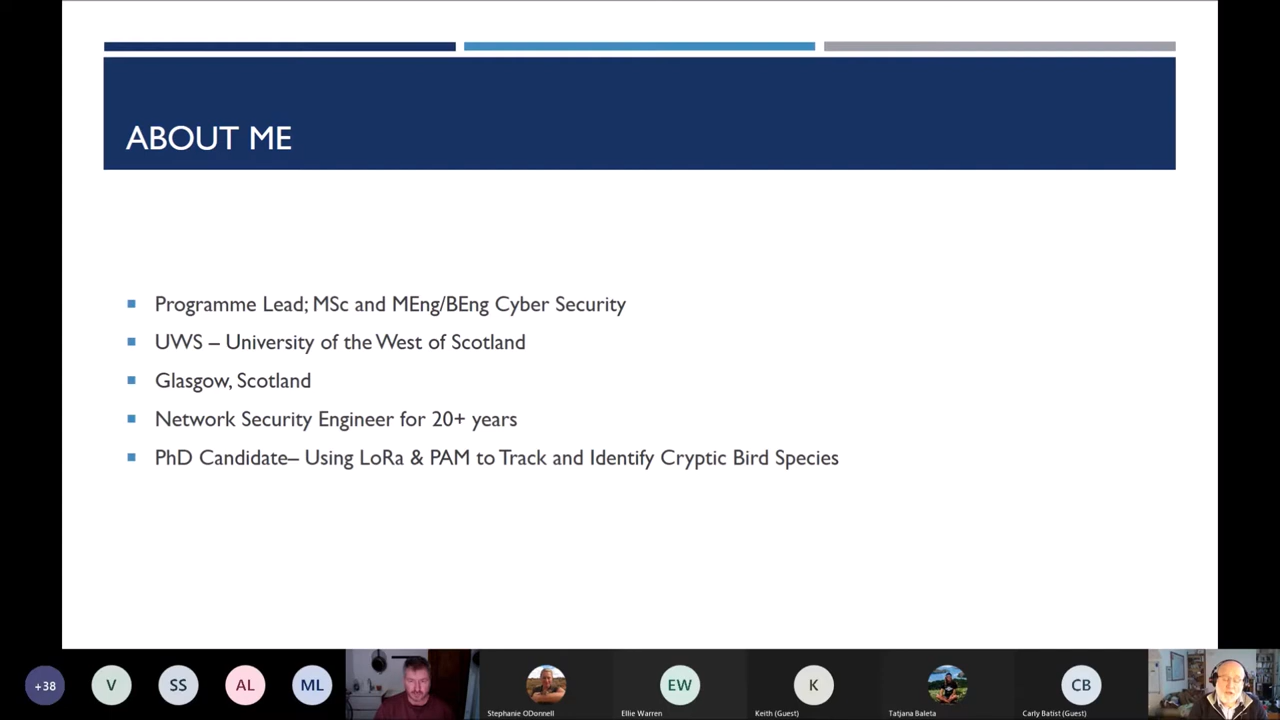 ABOUT ME
Programme Lead; MSc and MEng/BEng Cyber Security
UWS – University of the West of Scotland
Glasgow, Scotland
Network Security Engineer for 20+ years
PhD Candidate– Using LoRa & PAM to Track and Identify Cryptic Bird Species
+38
V
SS
AL
ML
Stephanie ODonnell
EW
Ellie Warren
K
Keith (Guest)
Tatjana Baleta
CB
Carly Batist (Guest)